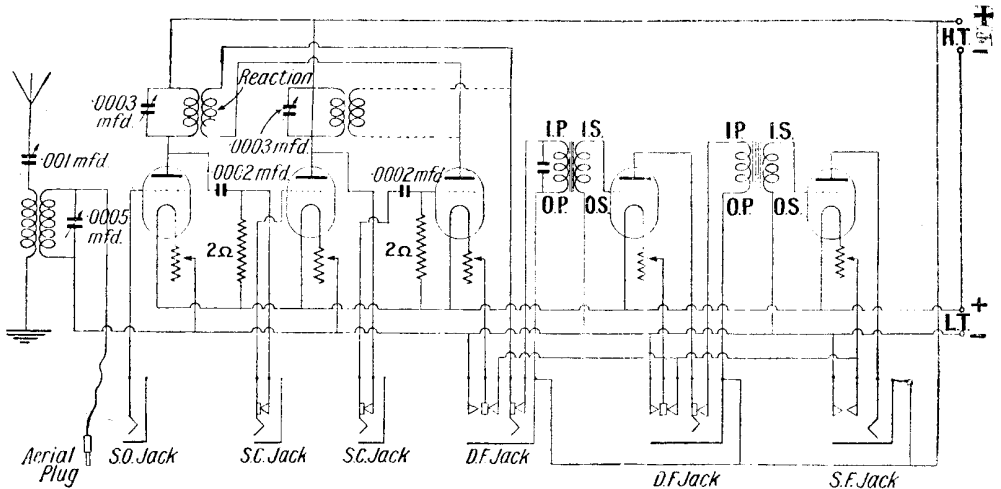 +
H.T.
-
Reaction
.0003
mfd.
.0003 mfd.
.001 mfd
.0002 mfd
.0002 mfd
I.P. I.S.
O.P. O.S.
I.P. I.S.
O.P. O.S.
.0005
mfd.
2Ω
2Ω
+
L.T.
-
Aerial
Plug
S.O. Jack
S.C. Jack
S.C. Jack
D.F. Jack
D.F. Jack
S.F. Jack